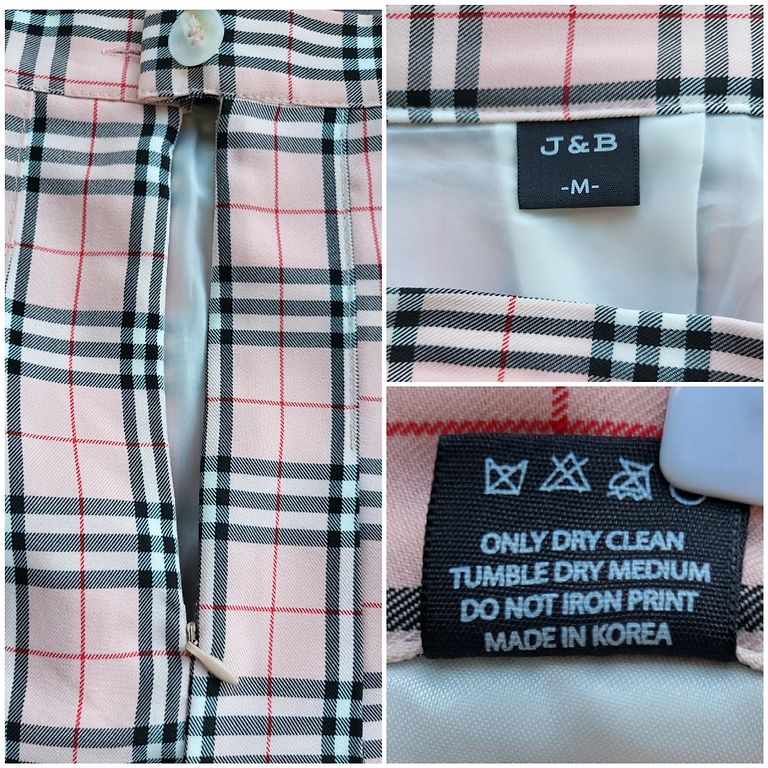 J & B
-M-
ONLY DRY CLEAN
TUMBLE DRY MEDIUM
DO NOT IRON PRINT
MADE IN KOREA